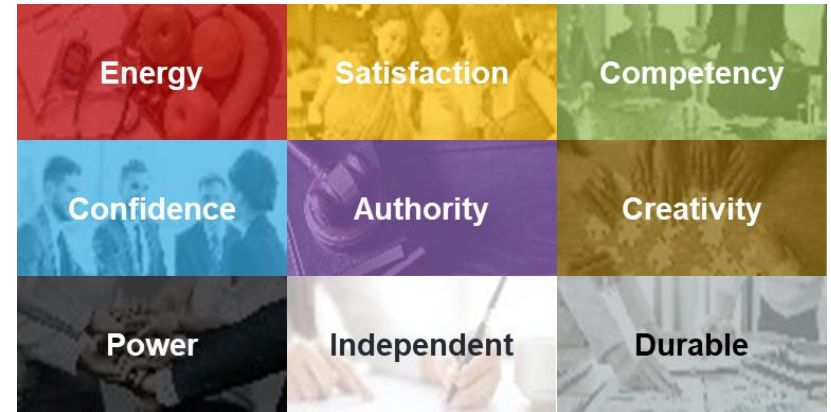 Energy
Satisfaction
Competency
Confidence
Authority
Creativity
Power
Independent
Durable